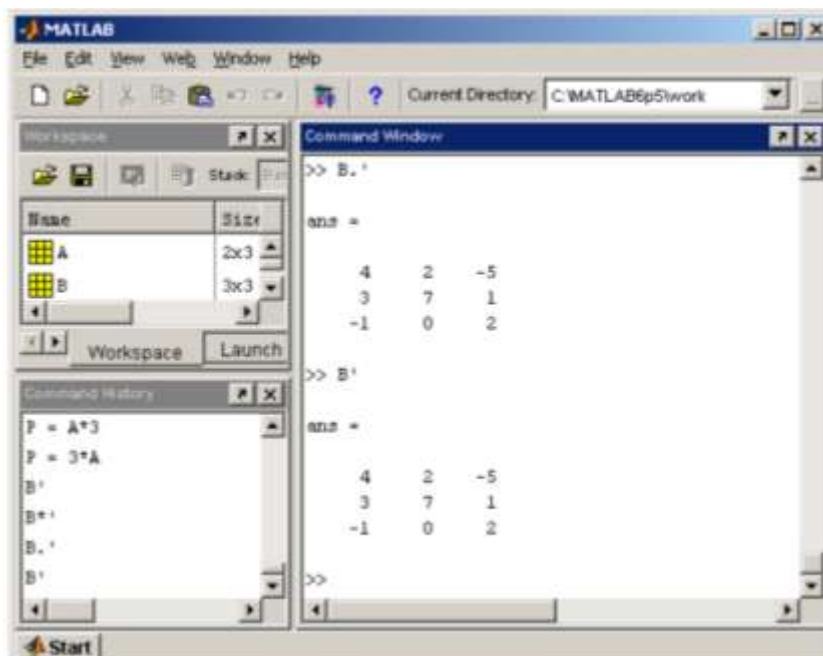 MATLAB
File Edit View Web Window Help
Current Directory: C:\MATLAB6p5\work
Workspace
Stack:
Name Size
A 2x3
B 3x3
Workspace Launch
Command History
P = A*3
P = 3*A
B'
B*'
B.'
B'
Command Window
>> B.'
ans =
4 2 -5
3 7 1
-1 0 2
>> B'
ans =
4 2 -5
3 7 1
-1 0 2
>>
Start